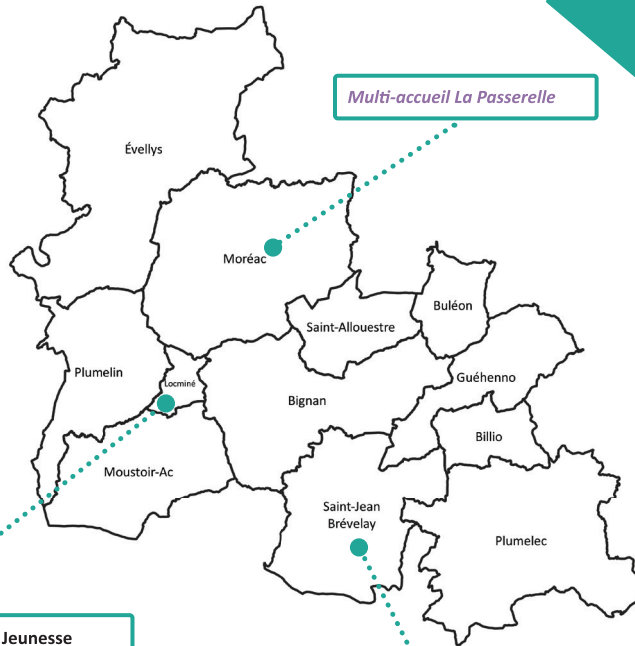 Multi-accueil La Passerelle
Évellys
Moréac
Buléon
Saint-Allouestre
Plumelin
Locminé
Guéhenno
Bignan
Billio
Moustoir-Ac
Saint-Jean
Brévelay
Plumelec
Jeunesse